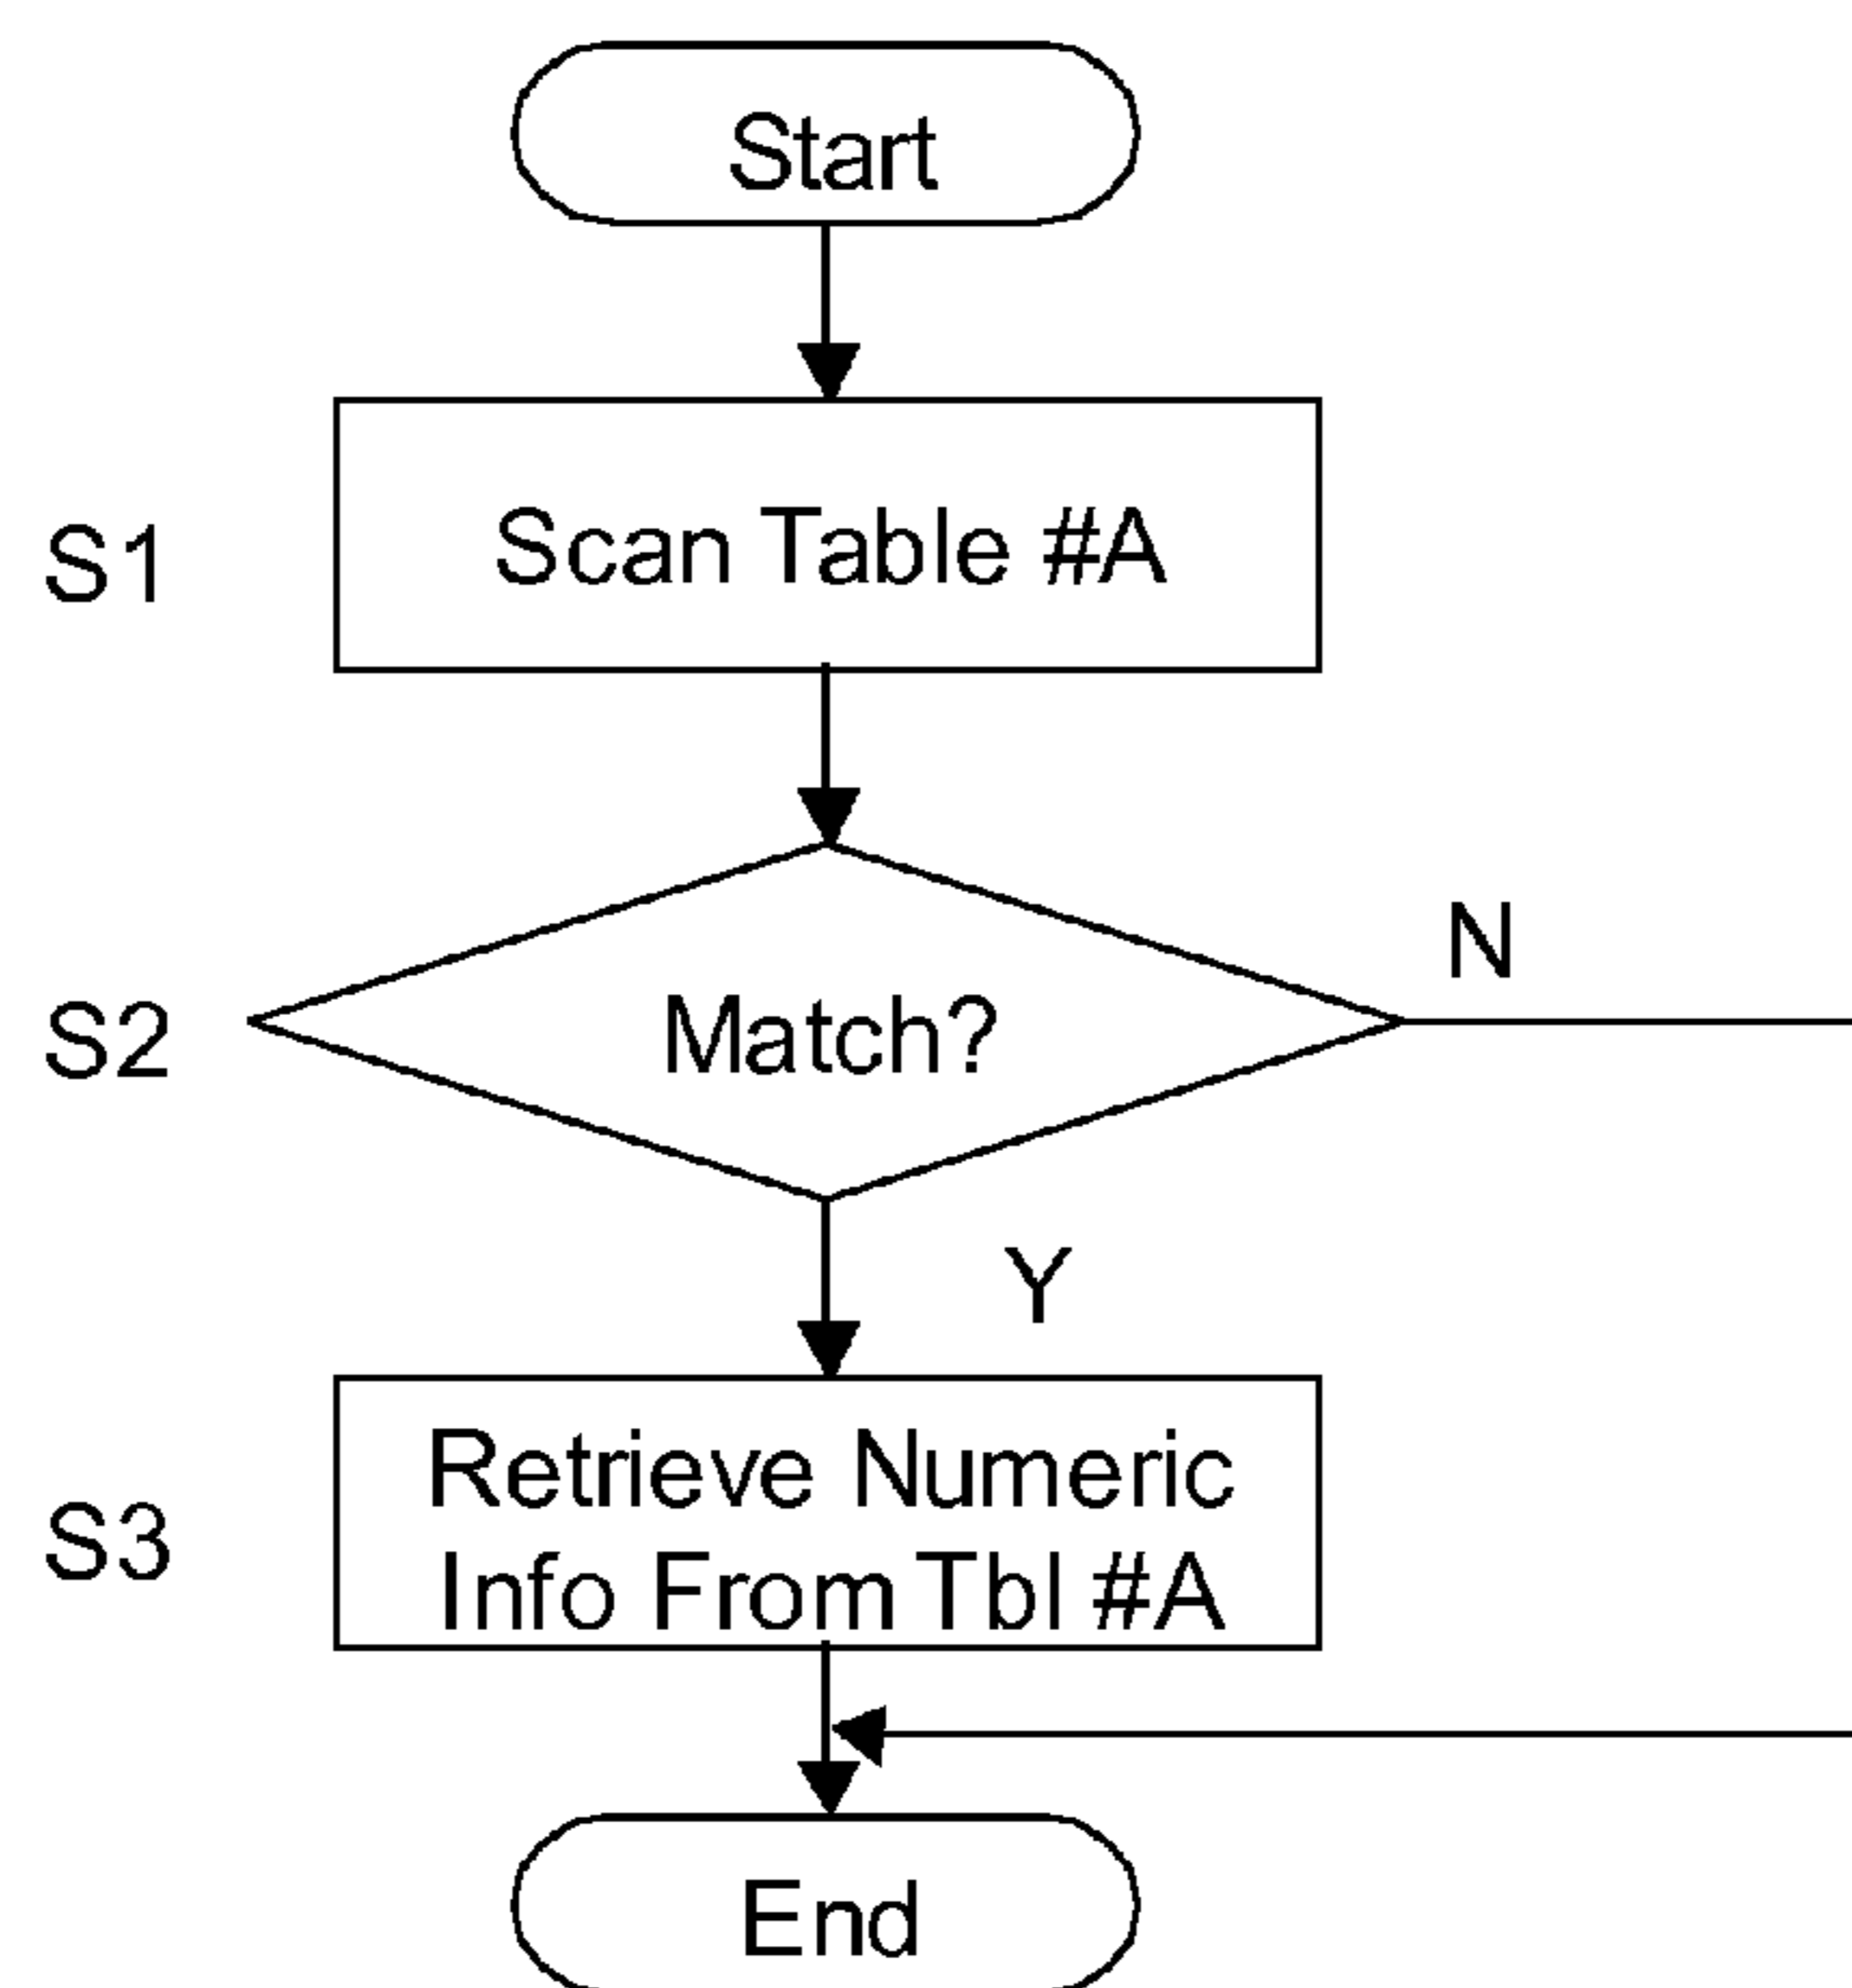 Start
S1
Scan Table #A
N
S2
Match?
Y
S3
Retrieve Numeric
Info From Tbl #A
End